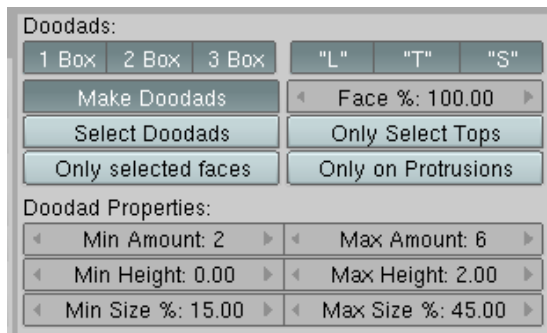 Doodads:
1 Box 2 Box 3 Box "L" "T" "S"
Make Doodads Face %: 100.00
Select Doodads Only Select Tops
Only selected faces Only on Protrusions
Doodad Properties:
Min Amount: 2 Max Amount: 6
Min Height: 0.00 Max Height: 2.00
Min Size %: 15.00 Max Size %: 45.00